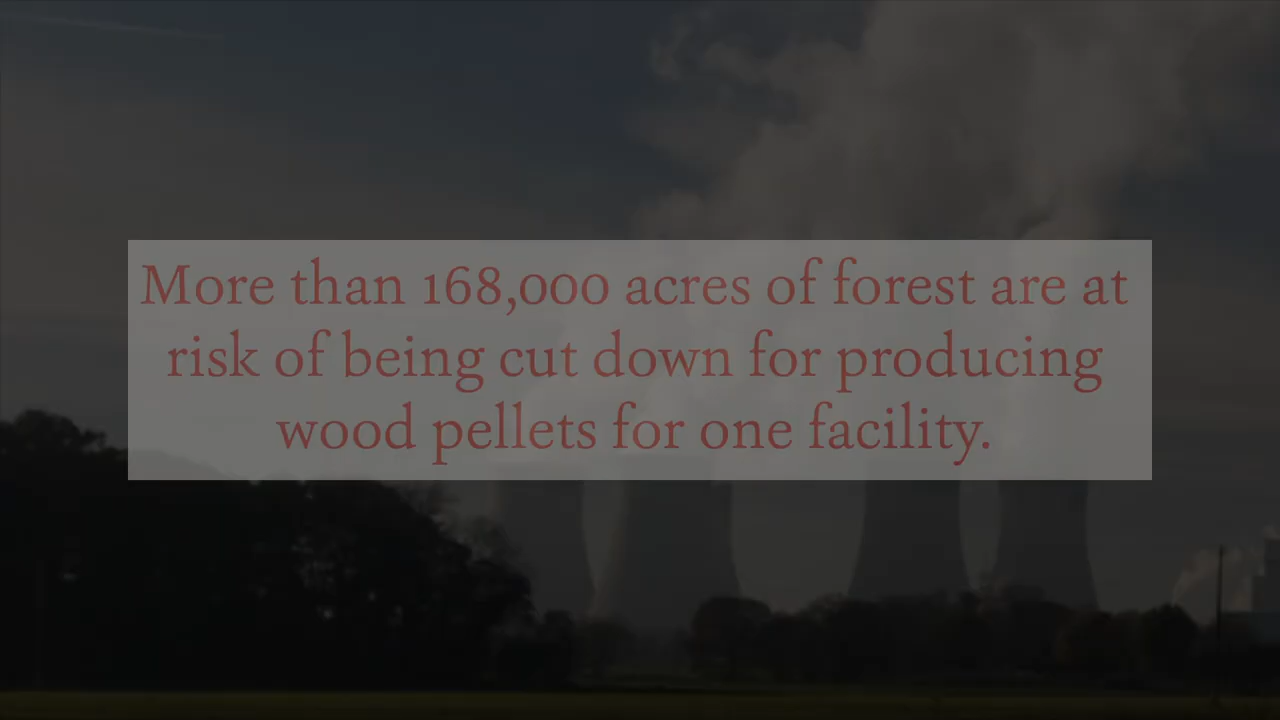 More than 168,000 acres of forest are at
risk of being cut down for producing
wood pellets for one facility.